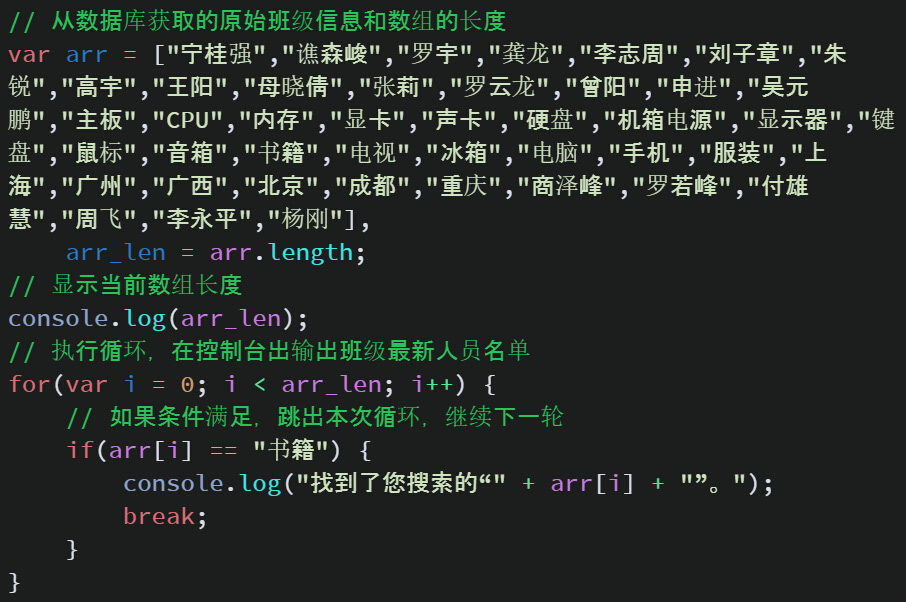 // 从数据库获取的原始班级信息和数组的长度
var arr = ["宁桂强","谯森峻","罗宇","龚龙","李志周","刘子章","朱
锐","高宇","王阳","母晓倩","张莉","罗云龙","曾阳","申进","吴元
鹏","主板","CPU","内存","显卡","声卡","硬盘","机箱电源","显示器","键
盘","鼠标","音箱","书籍","电视","冰箱","电脑","手机","服装","上
海","广州","广西","北京","成都","重庆","商泽峰","罗若峰","付雄
慧","周飞","李永平","杨刚"],
    arr_len = arr.length;
// 显示当前数组长度
console.log(arr_len);
// 执行循环，在控制台出输出班级最新人员名单
for(var i = 0; i < arr_len; i++) {
    // 如果条件满足，跳出本次循环，继续下一轮
    if(arr[i] == "书籍") {
        console.log("找到了您搜索的“" + arr[i] + "”。");
        break;
    }
}